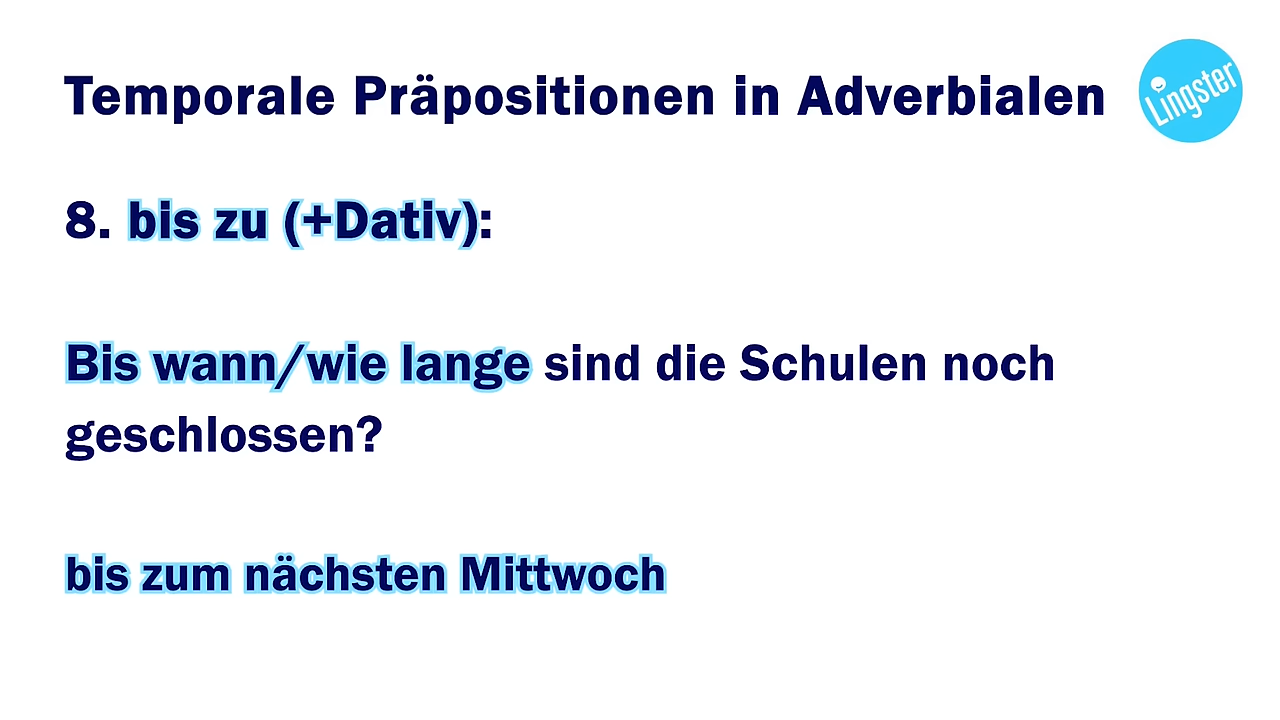 Temporale Präpositionen in Adverbialen
Lingster
8. bis zu (+Dativ):
Bis wann/wie lange sind die Schulen noch
geschlossen?
bis zum nächsten Mittwoch